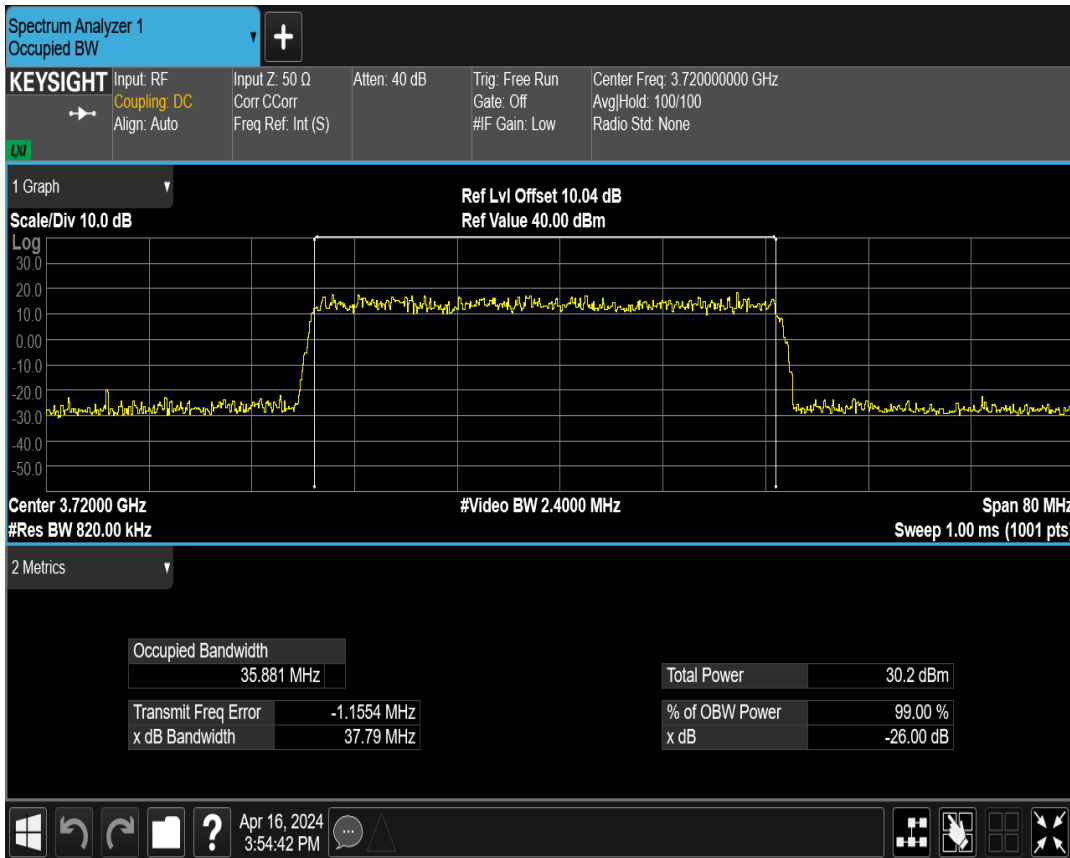 Spectrum Analyzer 1
Occupied BW
+
KEYSIGHT
LXI
Input: RF
Coupling: DC
Align: Auto
Input Z: 50 Ω
Corr CCorr
Freq Ref: Int (S)
Atten: 40 dB
Trig: Free Run
Gate: Off
#IF Gain: Low
Center Freq: 3.720000000 GHz
Avg|Hold: 100/100
Radio Std: None
1 Graph
Scale/Div 10.0 dB
Ref Lvl Offset 10.04 dB
Ref Value 40.00 dBm
Log
30.0
20.0
10.0
0.00
-10.0
-20.0
-30.0
-40.0
-50.0
Center 3.72000 GHz
#Res BW 820.00 kHz
#Video BW 2.4000 MHz
Span 80 MHz
Sweep 1.00 ms (1001 pts)
2 Metrics
Occupied Bandwidth
35.881 MHz
Transmit Freq Error -1.1554 MHz
x dB Bandwidth 37.79 MHz
Total Power 30.2 dBm
% of OBW Power 99.00 %
x dB -26.00 dB
?
Apr 16, 2024
3:54:42 PM